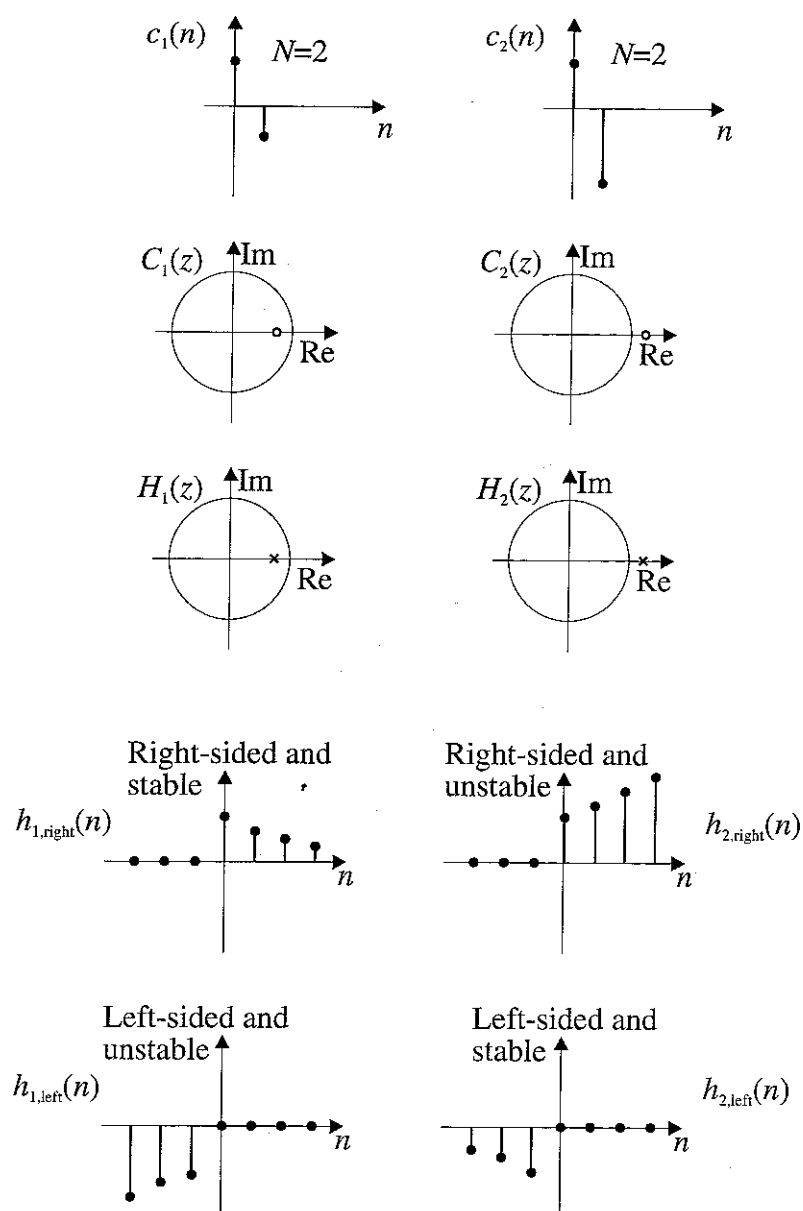 c₁(n) N=2 c₂(n) N=2
n n
C₁(z) Im C₂(z) Im
Re Re
H₁(z) Im H₂(z) Im
Re Re
Right-sided and Right-sided and
stable unstable
h₁,right(n) h₂,right(n)
n n
Left-sided and Left-sided and
unstable stable
h₁,left(n) h₂,left(n)
n n